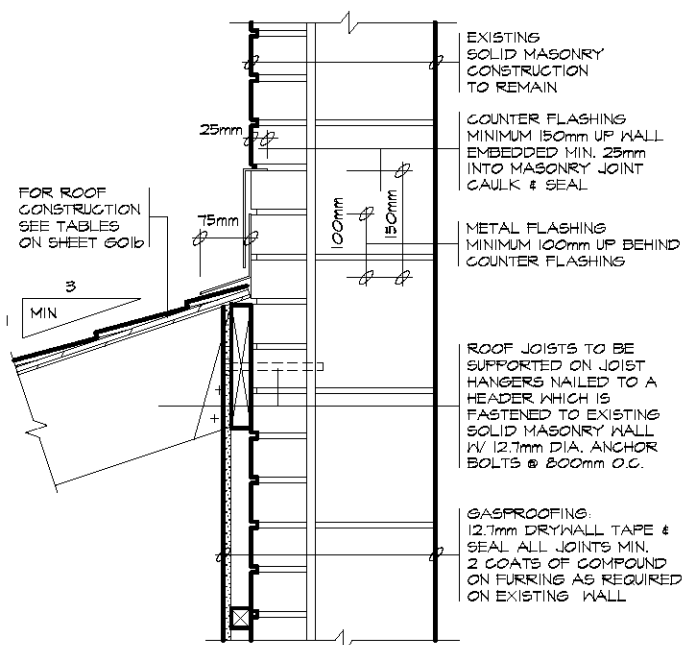 EXISTING
SOLID MASONRY
CONSTRUCTION
TO REMAIN
COUNTER FLASHING
MINIMUM 150mm UP WALL
EMBEDDED MIN. 25mm
INTO MASONRY JOINT
CAULK & SEAL
25mm
FOR ROOF
CONSTRUCTION
SEE TABLES
ON SHEET G01b
75mm
100mm
150mm
METAL FLASHING
MINIMUM 100mm UP BEHIND
COUNTER FLASHING
3
MIN
1
ROOF JOISTS TO BE
SUPPORTED ON JOIST
HANGERS NAILED TO A
HEADER WHICH IS
FASTENED TO EXISTING
SOLID MASONRY WALL
W/ 12.7mm DIA. ANCHOR
BOLTS @ 800mm O.C.
GASPROOFING:
12.7mm DRYWALL TAPE &
SEAL ALL JOINTS MIN.
2 COATS OF COMPOUND
ON FURRING AS REQUIRED
ON EXISTING WALL